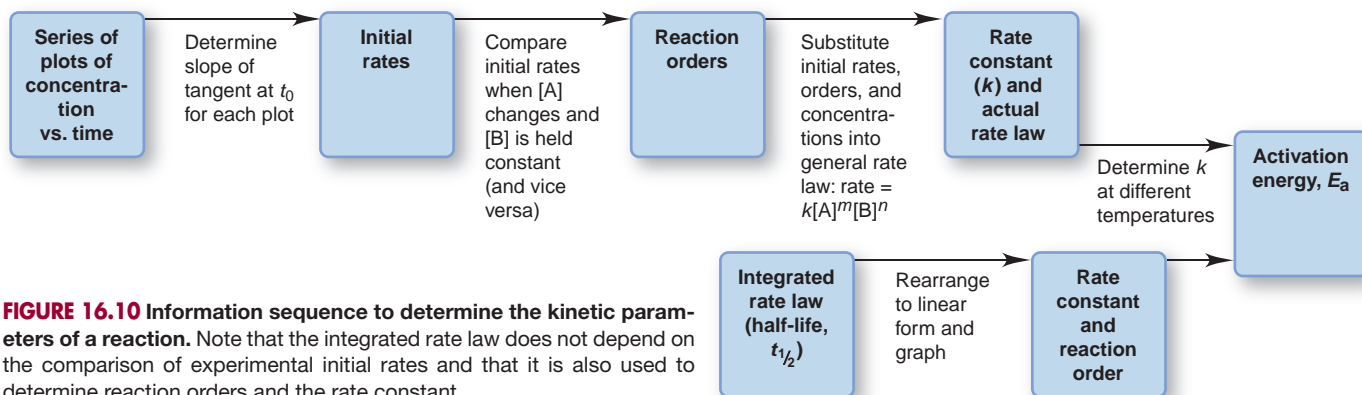 Series of
plots of
concentra-
tion
vs. time
Determine
slope of
tangent at t0
for each plot
Initial
rates
Compare
initial rates
when [A]
changes and
[B] is held
constant
(and vice
versa)
Reaction
orders
Substitute
initial rates,
orders, and
concentra-
tions into
general rate
law: rate =
k[A]m[B]n
Rate
constant
(k) and
actual
rate law
Determine k
at different
temperatures
Activation
energy, Ea
Integrated
rate law
(half-life,
t1/2)
Rearrange
to linear
form and
graph
Rate
constant
and
reaction
order
FIGURE 16.10 Information sequence to determine the kinetic param-
eters of a reaction. Note that the integrated rate law does not depend on
the comparison of experimental initial rates and that it is also used to
determine reaction orders and the rate constant